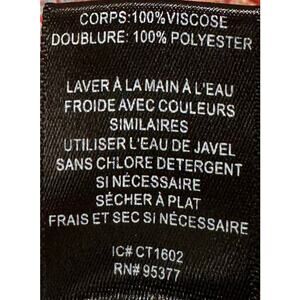 CORPS:100%VISCOSE
DOUBLURE: 100% POLYESTER
LAVER À LA MAIN À L'EAU
FROIDE AVEC COULEURS
SIMILAIRES
UTILISER L'EAU DE JAVEL
SANS CHLORE DETERGENT
SI NÉCESSAIRE
SÉCHER À PLAT
FRAIS ET SEC SI NÉCESSAIRE
IC# CT1602
RN# 95377